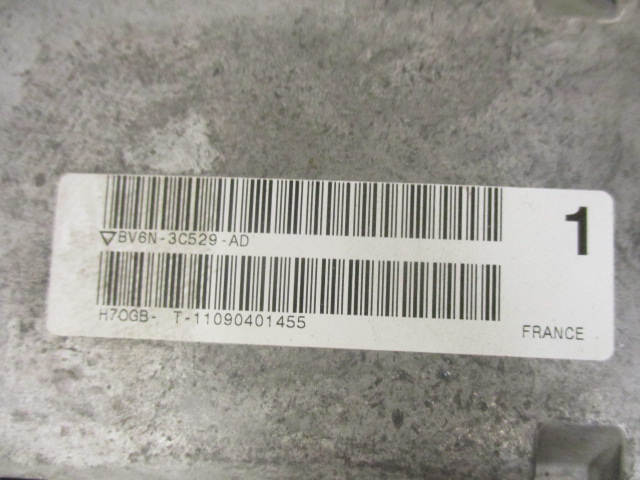 ▽BV6N-3C529-AD
1
H70GB- T-11090401455
FRANCE